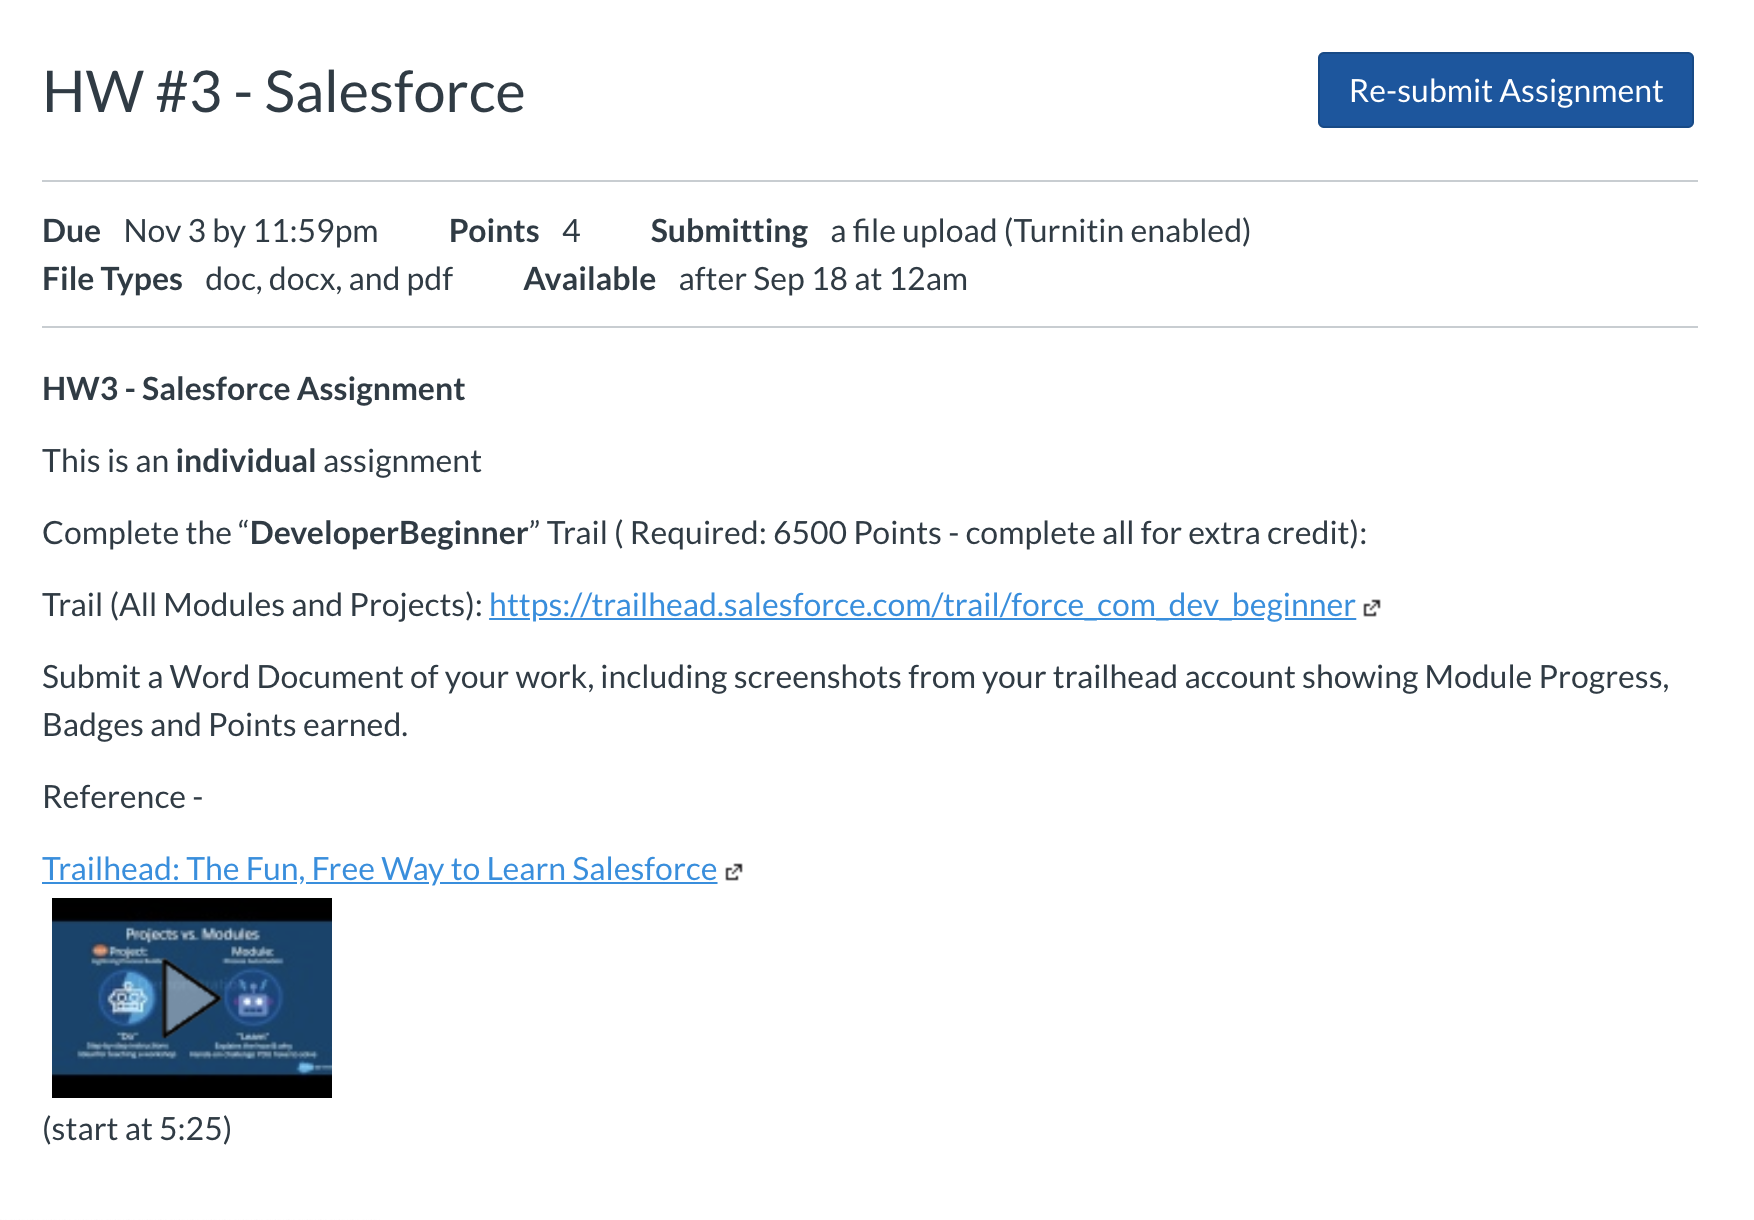 HW #3 - Salesforce
Re-submit Assignment
Due Nov 3 by 11:59pm Points 4 Submitting a file upload (Turnitin enabled)
File Types doc, docx, and pdf Available after Sep 18 at 12am
HW3 - Salesforce Assignment
This is an individual assignment
Complete the “DeveloperBeginner” Trail ( Required: 6500 Points - complete all for extra credit):
Trail (All Modules and Projects): https://trailhead.salesforce.com/trail/force_com_dev_beginner
Submit a Word Document of your work, including screenshots from your trailhead account showing Module Progress,
Badges and Points earned.
Reference -
Trailhead: The Fun, Free Way to Learn Salesforce
Projects vs. Modules
Project:
Module:
"Do"
"Learn"
(start at 5:25)